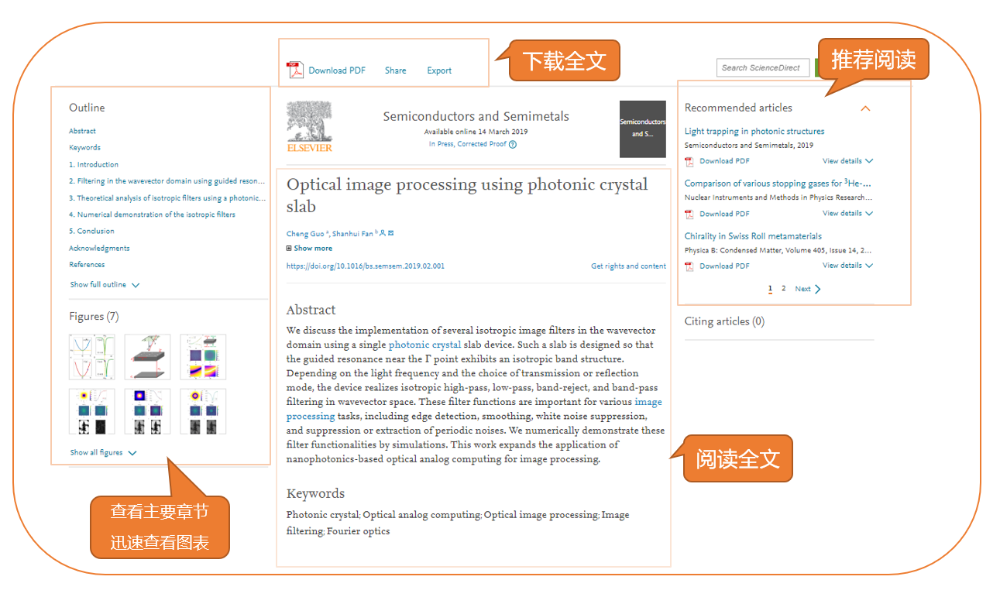 Download PDF
Share
Export
下载全文
Search ScienceDirect
推荐阅读
Outline
Abstract
Keywords
1. Introduction
2. Filtering in the wavevector domain using guided reson...
3. Theoretical analysis of isotropic filters using a photonic...
4. Numerical demonstration of the isotropic filters
5. Conclusion
Acknowledgments
References
Show full outline
Figures (7)
Show all figures
查看主要章节
迅速查看图表
ELSEVIER
Semiconductors and Semimetals
Available online 14 March 2019
In Press, Corrected Proof
Semiconductors
and S...
Optical image processing using photonic crystal
slab
Cheng Guo ᵃ, Shanhui Fan ᵇ
Show more
https://doi.org/10.1016/bs.semsem.2019.02.001
Get rights and content
Abstract
We discuss the implementation of several isotropic image filters in the wavevector
domain using a single photonic crystal slab device. Such a slab is designed so that
the guided resonance near the Γ point exhibits an isotropic band structure.
Depending on the light frequency and the choice of transmission or reflection
mode, the device realizes isotropic high-pass, low-pass, band-reject, and band-pass
filtering in wavevector space. These filter functions are important for various image
processing tasks, including edge detection, smoothing, white noise suppression,
and suppression or extraction of periodic noises. We numerically demonstrate these
filter functionalities by simulations. This work expands the application of
nanophotonics-based optical analog computing for image processing.
Keywords
Photonic crystal; Optical analog computing; Optical image processing; Image
filtering; Fourier optics
阅读全文
Recommended articles
Light trapping in photonic structures
Semiconductors and Semimetals, 2019
Download PDF
View details
Comparison of various stopping gases for ³He-...
Nuclear Instruments and Methods in Physics Research...
Download PDF
View details
Chirality in Swiss Roll metamaterials
Physica B: Condensed Matter, Volume 405, Issue 14, 2...
Download PDF
View details
1 2 Next
Citing articles (0)